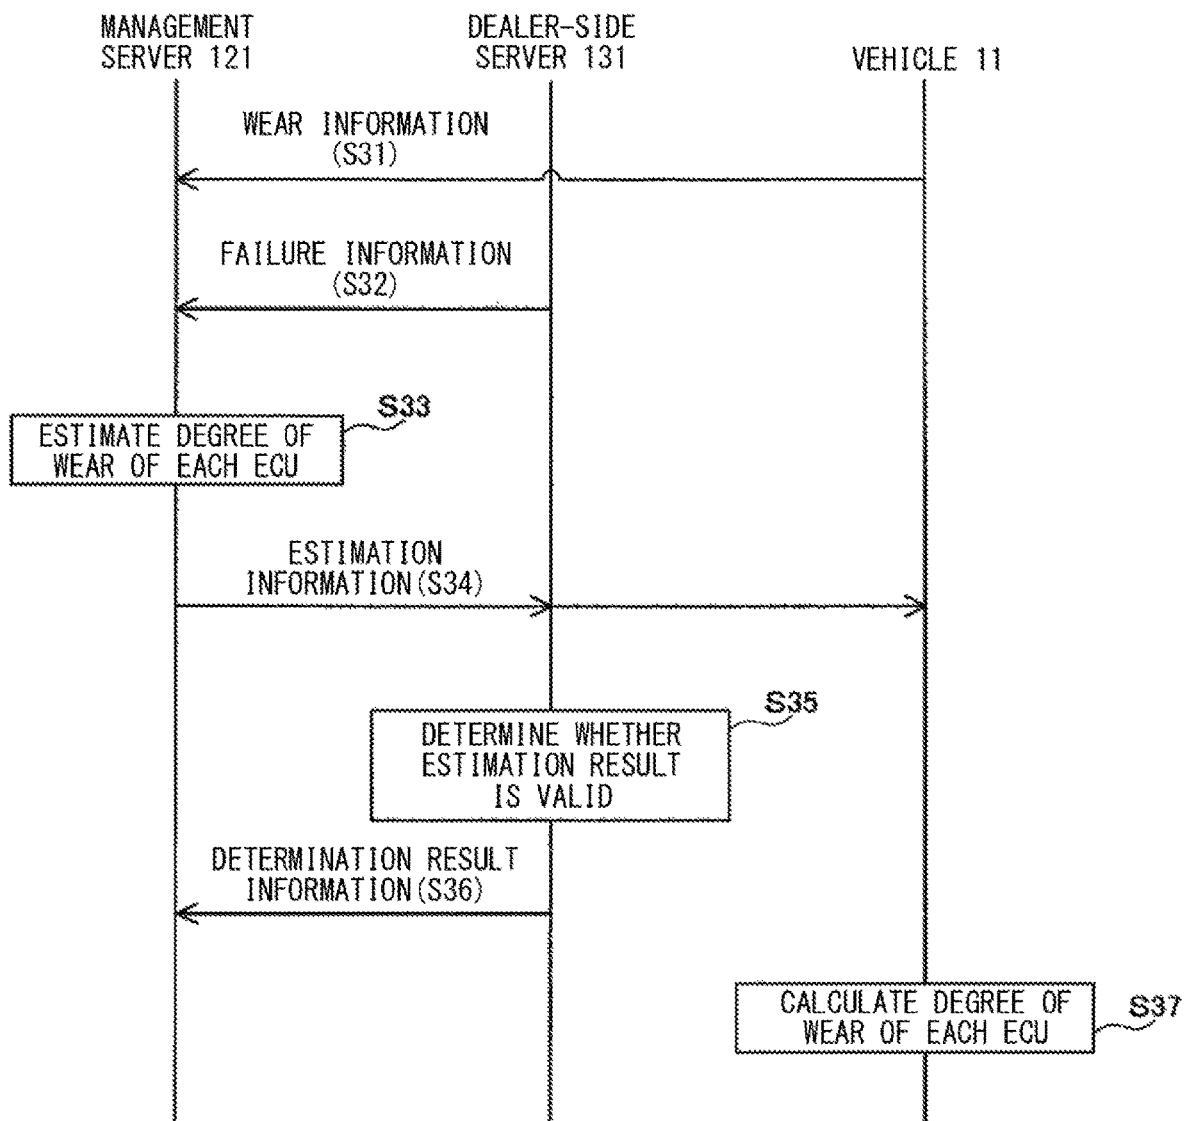 MANAGEMENT
SERVER 121
DEALER-SIDE
SERVER 131
VEHICLE 11
WEAR INFORMATION
(S31)
FAILURE INFORMATION
(S32)
S33
ESTIMATE DEGREE OF
WEAR OF EACH ECU
ESTIMATION
INFORMATION(S34)
S35
DETERMINE WHETHER
ESTIMATION RESULT
IS VALID
DETERMINATION RESULT
INFORMATION(S36)
CALCULATE DEGREE OF
WEAR OF EACH ECU
S37